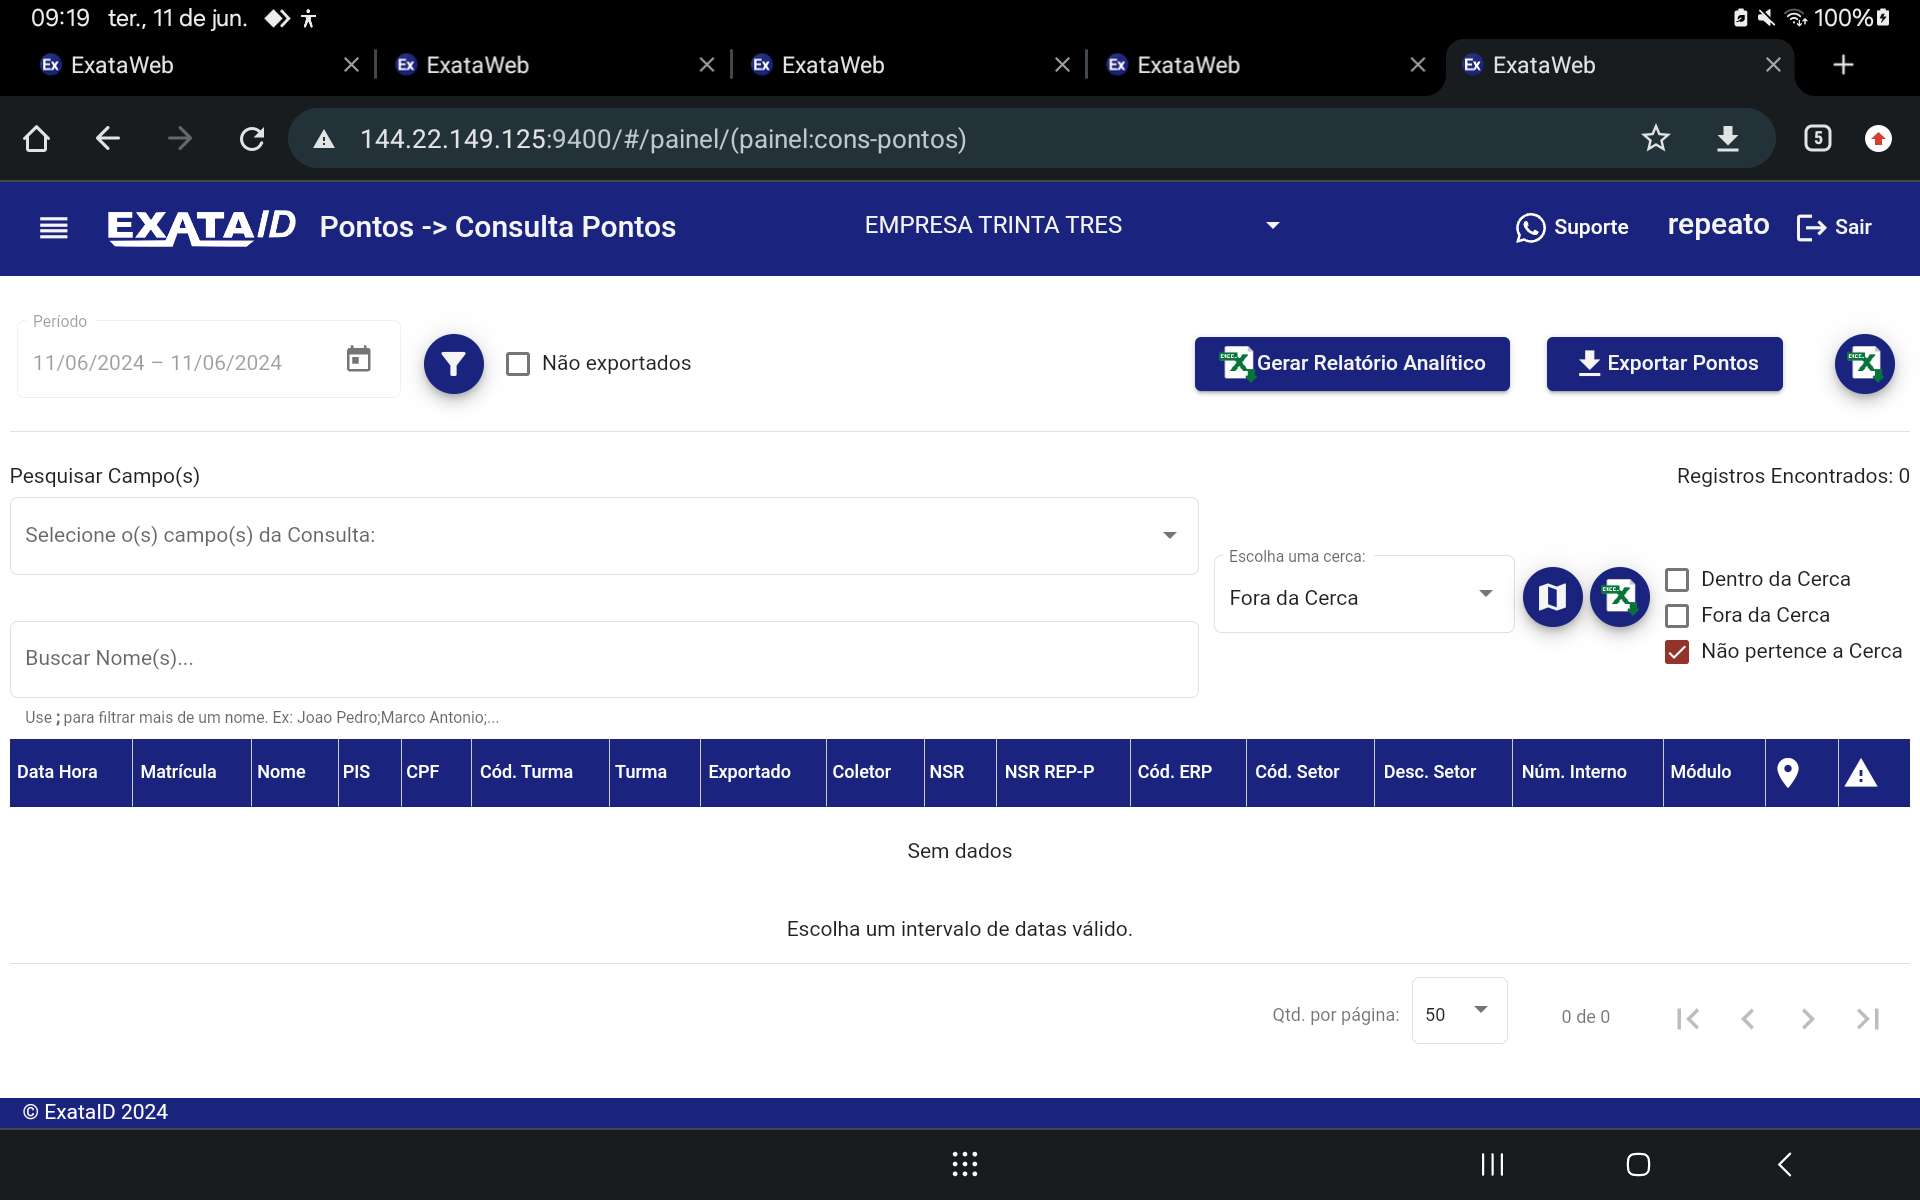 09:19 ter., 11 de jun. 100%
Ex ExataWeb Ex ExataWeb Ex ExataWeb Ex ExataWeb Ex ExataWeb
144.22.149.125:9400/#/painel/(painel:cons-pontos) 5
EXATAID Pontos -> Consulta Pontos EMPRESA TRINTA TRES Suporte repeato Sair
Período
11/06/2024 – 11/06/2024 Não exportados Gerar Relatório Analítico Exportar Pontos
Pesquisar Campo(s) Registros Encontrados: 0
Selecione o(s) campo(s) da Consulta:
Escolha uma cerca:
Fora da Cerca
Dentro da Cerca
Fora da Cerca
Não pertence a Cerca
Buscar Nome(s)...
Use ; para filtrar mais de um nome. Ex: Joao Pedro;Marco Antonio;...
Data Hora Matrícula Nome PIS CPF Cód. Turma Turma Exportado Coletor NSR NSR REP-P Cód. ERP Cód. Setor Desc. Setor Núm. Interno Módulo
Sem dados
Escolha um intervalo de datas válido.
Qtd. por página: 50 0 de 0
© ExataID 2024